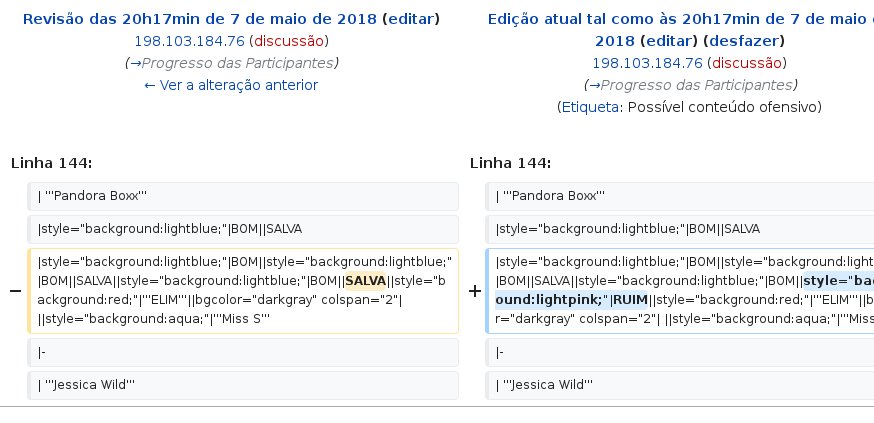 Revisão das 20h17min de 7 de maio de 2018 (editar)
198.103.184.76 (discussão)
(→Progresso das Participantes)
← Ver a alteração anterior
Edição atual tal como às 20h17min de 7 de maio
2018 (editar) (desfazer)
198.103.184.76 (discussão)
(→Progresso das Participantes)
(Etiqueta: Possível conteúdo ofensivo)
Linha 144:
Linha 144:
| '''Pandora Boxx'''
| '''Pandora Boxx'''
|style="background:lightblue;"|BOM||SALVA
|style="background:lightblue;"|BOM||SALVA
|style="background:lightblue;"|BOM||style="background:lightblue;"
|BOM||SALVA||style="background:lightblue;"|BOM||SALVA||style="b
ackground:red;"|'''ELIM'''||bgcolor="darkgray" colspan="2"|
||style="background:aqua;"|'''Miss S'''
|style="background:lightblue;"|BOM||style="background:light
|BOM||SALVA||style="background:lightblue;"|BOM||style="bac
ound:lightpink;"|RUIM||style="background:red;"|'''ELIM'''||b
r="darkgray" colspan="2"| ||style="background:aqua;"|'''Miss
|-
|-
| '''Jessica Wild'''
| '''Jessica Wild'''